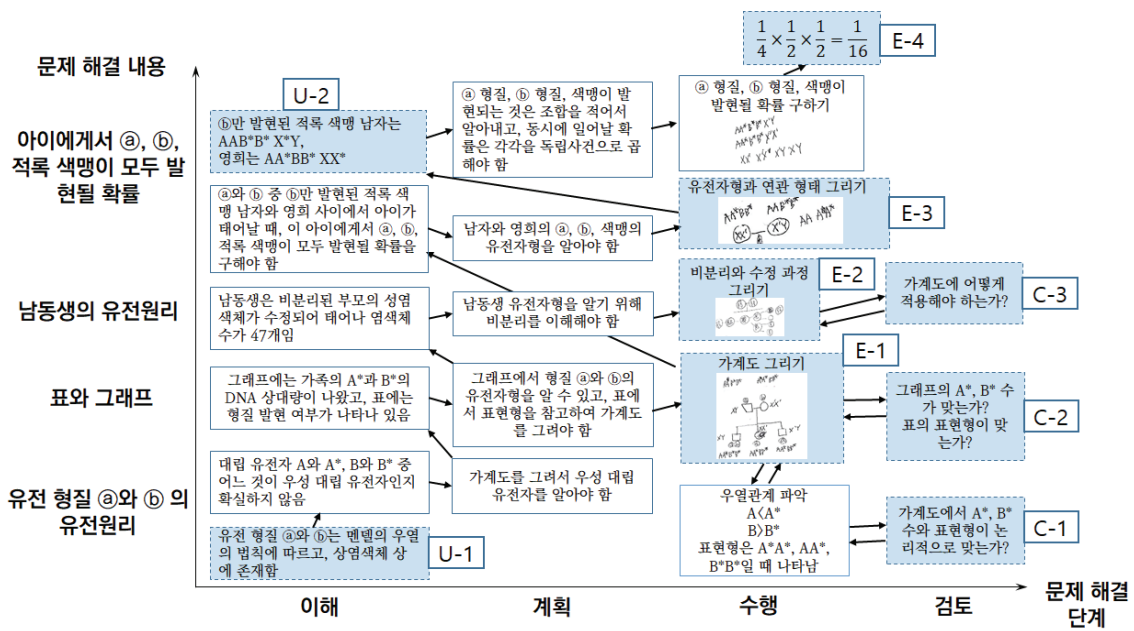 1/4 × 1/2 × 1/2 = 1/16
E-4
문제 해결 내용
U-2
ⓑ만 발현된 적록 색맹 남자는
AAB*B* X*Y,
영희는 AA*BB* XX*
ⓐ 형질, ⓑ 형질, 색맹이 발
현되는 것은 조합을 적어서
알아내고, 동시에 일어날 확
률은 각각을 독립사건으로 곱
해야 함
ⓐ 형질, ⓑ 형질, 색맹이
발현될 확률 구하기
아이에게서 ⓐ, ⓑ,
적록 색맹이 모두 발
현될 확률
ⓐ와 ⓑ 중 ⓑ만 발현된 적록 색
맹 남자와 영희 사이에서 아이가
태어날 때, 이 아이에게서 ⓐ, ⓑ,
적록 색맹이 모두 발현될 확률을
구해야 함
남자와 영희의 ⓐ, ⓑ, 색맹의
유전자형을 알아야 함
유전자형과 연관 형태 그리기
E-3
남동생의 유전원리
남동생은 비분리된 부모의 성염
색체가 수정되어 태어나 염색체
수가 47개임
남동생 유전자형을 알기 위해
비분리를 이해해야 함
비분리와 수정 과정
그리기
E-2
가계도에 어떻게
적용해야 하는가?
C-3
표와 그래프
그래프에는 가족의 A*과 B*의
DNA 상대량이 나왔고, 표에는
형질 발현 여부가 나타나 있음
그래프에서 형질 ⓐ와 ⓑ의
유전자형을 알 수 있고, 표에
서 표현형을 참고하여 가계도
를 그려야 함
가계도 그리기
E-1
그래프의 A*, B* 수
가 맞는가?
표의 표현형이 맞
는가?
C-2
유전 형질 ⓐ와 ⓑ 의
유전원리
대립 유전자 A와 A*, B와 B* 중
어느 것이 우성 대립 유전자인지
확실하지 않음
가계도를 그려서 우성 대립
유전자를 알아야 함
우열관계 파악
A<A*
B>B*
표현형은 A*A*, AA*,
B*B*일 때 나타남
가계도에서 A*, B*
수와 표현형이 논
리적으로 맞는가?
C-1
유전 형질 ⓐ와 ⓑ는 멘델의 우열
의 법칙에 따르고, 상염색체 상
에 존재함
U-1
이해
계획
수행
검토
문제 해결
단계